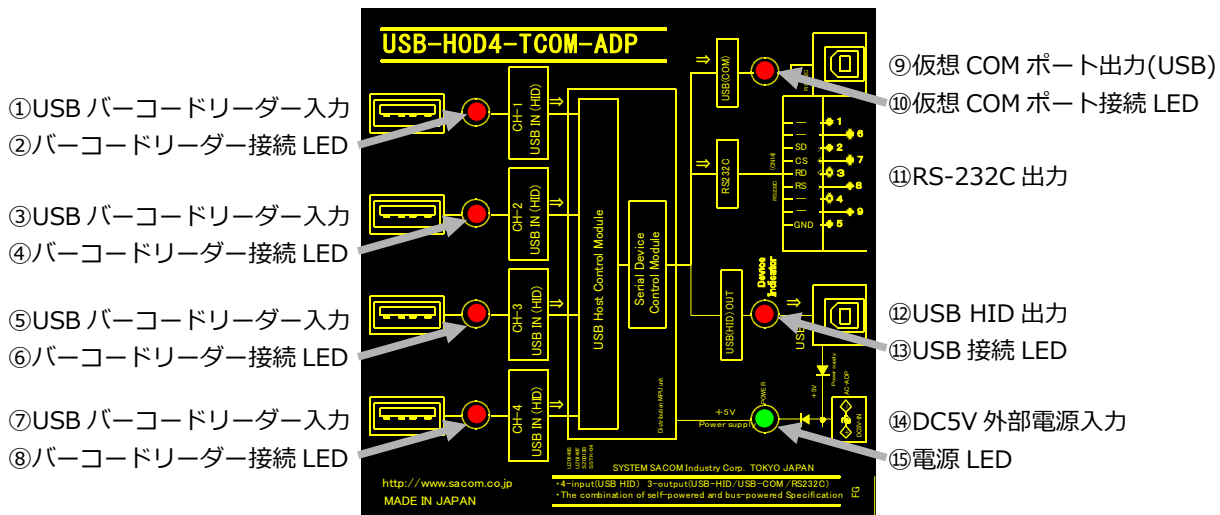 USB-HOD4-TCOM-ADP
①USB バーコードリーダー入力
②バーコードリーダー接続 LED
③USB バーコードリーダー入力
④バーコードリーダー接続 LED
⑤USB バーコードリーダー入力
⑥バーコードリーダー接続 LED
⑦USB バーコードリーダー入力
⑧バーコードリーダー接続 LED
CH-1
USB IN (HID)
⇒
CH-2
USB IN (HID)
⇒
CH-3
USB IN (HID)
⇒
CH-4
USB IN (HID)
⇒
USB Host Control Module
Serial Device
Control Module
Distribution MPU unit
⇒
USB(COM)
⇒
RS232C
USB(HID) OUT
Device
Indicator
⇒
USB
RS232C (CN14)
— 1
— 6
SD 2
CS 7
RD 3
RS 8
— 4
— 9
GND 5
+5V
Power supply
POWER
+5V
Power supply
AC-ADP
DC5V-IN
⑨仮想 COM ポート出力(USB)
⑩仮想 COM ポート接続 LED
⑪RS-232C 出力
⑫USB HID 出力
⑬USB 接続 LED
⑭DC5V 外部電源入力
⑮電源 LED
SYSTEM SACOM Industry Corp. TOKYO JAPAN
http://www.sacom.co.jp
MADE IN JAPAN
・4-input(USB HID) 3-output(USB-HID/USB-COM /RS232C)
・The combination of self-powered and bus-powered Specification
FG